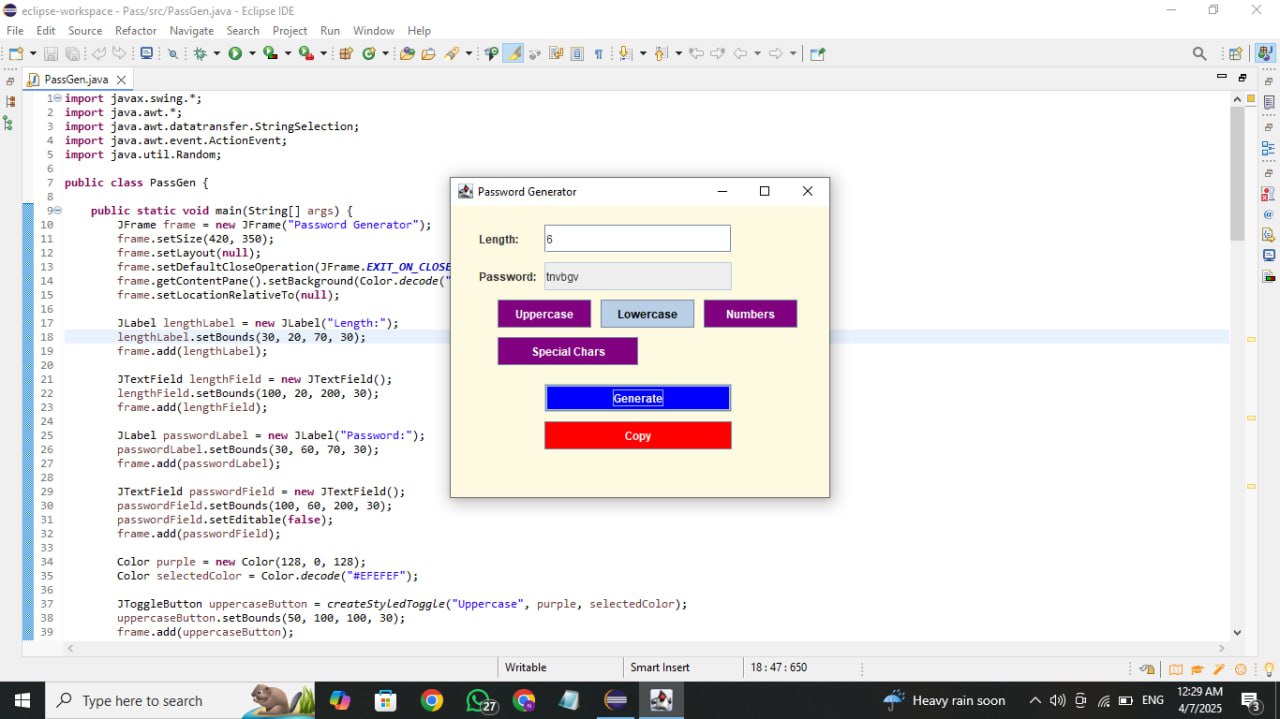 eclipse-workspace - Pass/src/PassGen.java - Eclipse IDE
File Edit Source Refactor Navigate Search Project Run Window Help
PassGen.java
1 import javax.swing.*;
2 import java.awt.*;
3 import java.awt.datatransfer.StringSelection;
4 import java.awt.event.ActionEvent;
5 import java.util.Random;
6
7 public class PassGen {
8
9 public static void main(String[] args) {
10 JFrame frame = new JFrame("Password Generator");
11 frame.setSize(420, 350);
12 frame.setLayout(null);
13 frame.setDefaultCloseOperation(JFrame.EXIT_ON_CLOSE
14 frame.getContentPane().setBackground(Color.decode("
15 frame.setLocationRelativeTo(null);
16
17 JLabel lengthLabel = new JLabel("Length:");
18 lengthLabel.setBounds(30, 20, 70, 30);
19 frame.add(lengthLabel);
20
21 JTextField lengthField = new JTextField();
22 lengthField.setBounds(100, 20, 200, 30);
23 frame.add(lengthField);
24
25 JLabel passwordLabel = new JLabel("Password:");
26 passwordLabel.setBounds(30, 60, 70, 30);
27 frame.add(passwordLabel);
28
29 JTextField passwordField = new JTextField();
30 passwordField.setBounds(100, 60, 200, 30);
31 passwordField.setEditable(false);
32 frame.add(passwordField);
33
34 Color purple = new Color(128, 0, 128);
35 Color selectedColor = Color.decode("#EFEFEF");
36
37 JToggleButton uppercaseButton = createStyledToggle("Uppercase", purple, selectedColor);
38 uppercaseButton.setBounds(50, 100, 100, 30);
39 frame.add(uppercaseButton);
Password Generator
Length: 6
Password: tnvbgv
Uppercase Lowercase Numbers
Special Chars
Generate
Copy
Writable Smart Insert 18 : 47 : 650
Type here to search
27
Heavy rain soon
ENG
12:29 AM
4/7/2025
3